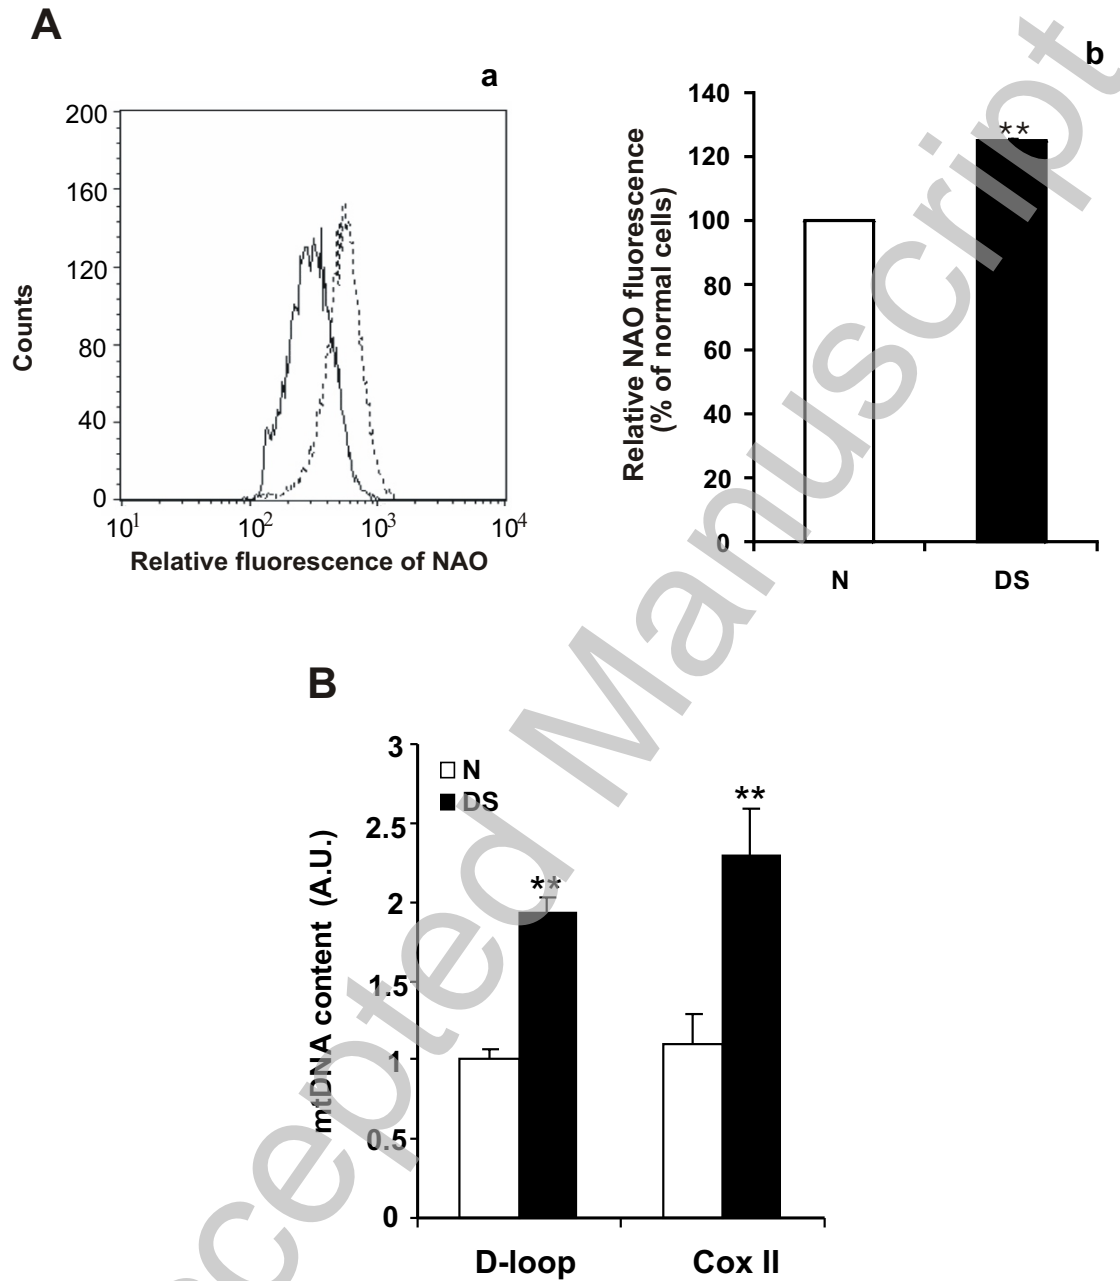 A
a
200
160
120
80
40
0
Counts
10¹ 10² 10³ 10⁴
Relative fluorescence of NAO
b
140
120
100
80
60
40
20
0
Relative NAO fluorescence
(% of normal cells)
**
N DS
B
3
2.5
2
1.5
1
0.5
0
mtDNA content (A.U.)
N
DS
**
**
D-loop Cox II
cepted Manuscript